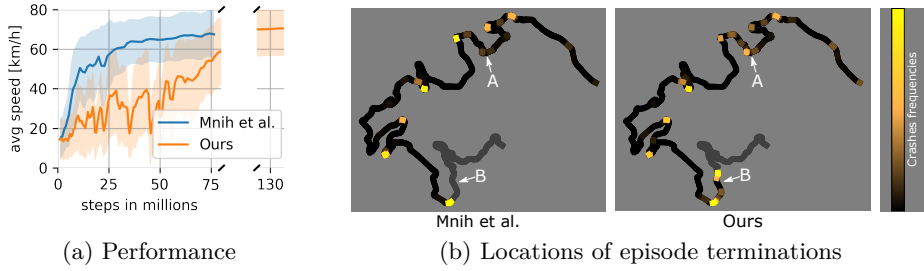 80
60
40
20
0
avg speed [km/h]
Mnih et al.
Ours
0 25 50 75 130
steps in millions
(a) Performance
A
B
Mnih et al.
A
B
Ours
Crashes frequencies
(b) Locations of episode terminations